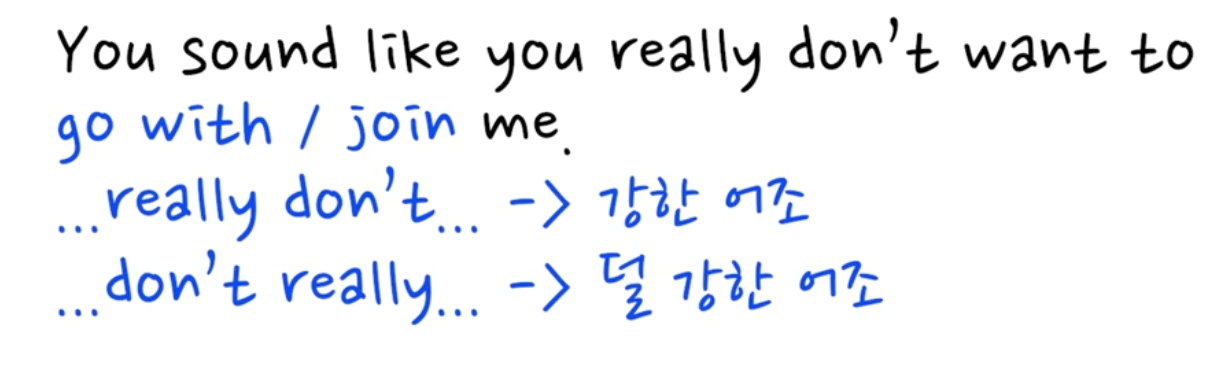 You sound like you really don't want to
go with / join me.
...really don't... -> 강한 어조
...don't really... -> 덜 강한 어조